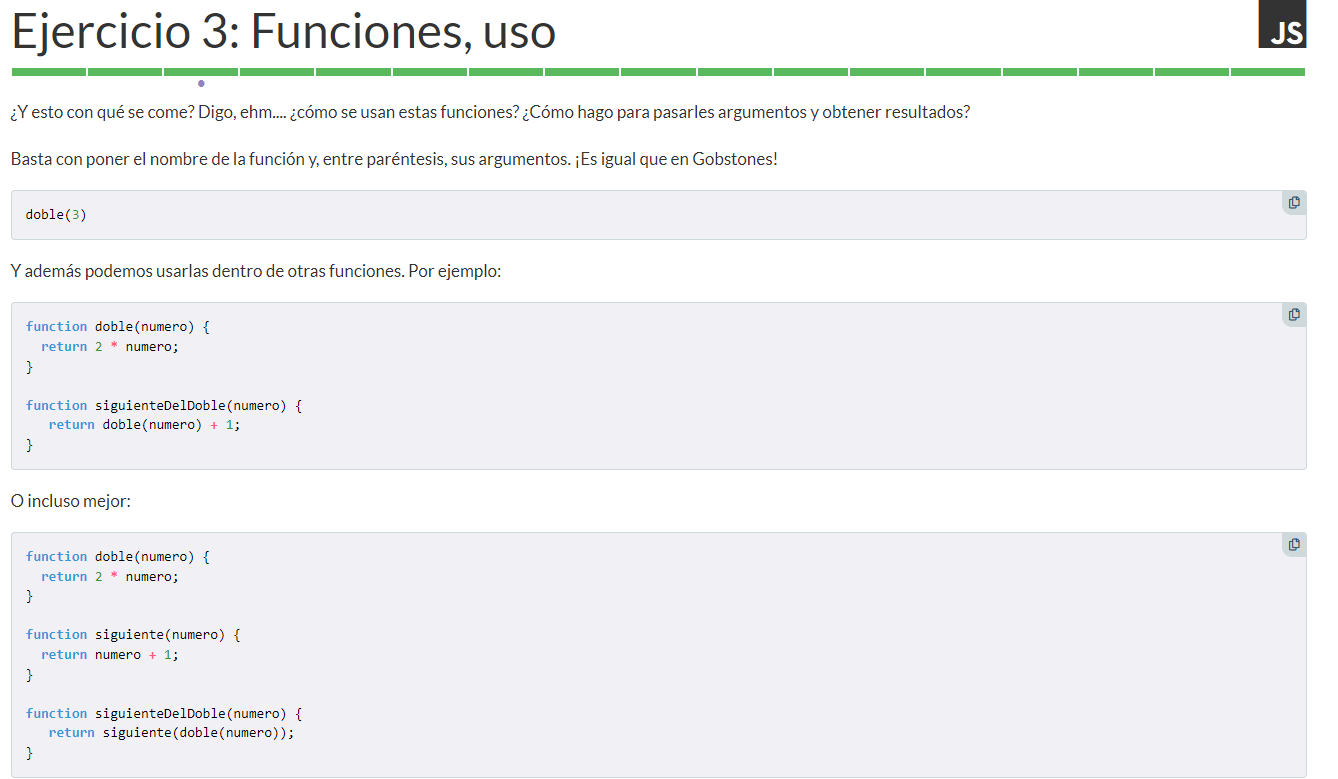 Ejercicio 3: Funciones, uso
JS
¿Y esto con qué se come? Digo, ehm.... ¿cómo se usan estas funciones? ¿Cómo hago para pasarles argumentos y obtener resultados?
Basta con poner el nombre de la función y, entre paréntesis, sus argumentos. ¡Es igual que en Gobstones!
doble(3)
Y además podemos usarlas dentro de otras funciones. Por ejemplo:
function doble(numero) {
  return 2 * numero;
}
function siguienteDelDoble(numero) {
   return doble(numero) + 1;
}
O incluso mejor:
function doble(numero) {
  return 2 * numero;
}
function siguiente(numero) {
  return numero + 1;
}
function siguienteDelDoble(numero) {
   return siguiente(doble(numero));
}